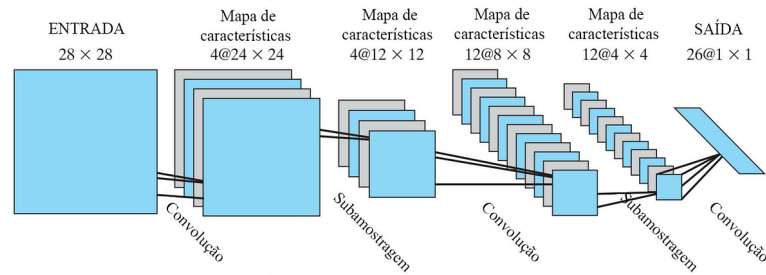 ENTRADA
28 × 28
Mapa de
características
4@24 × 24
Mapa de
características
4@12 × 12
Mapa de
características
12@8 × 8
Mapa de
características
12@4 × 4
SAÍDA
26@1 × 1
Convolução
Subamostragem
Convolução
Subamostragem
Convolução